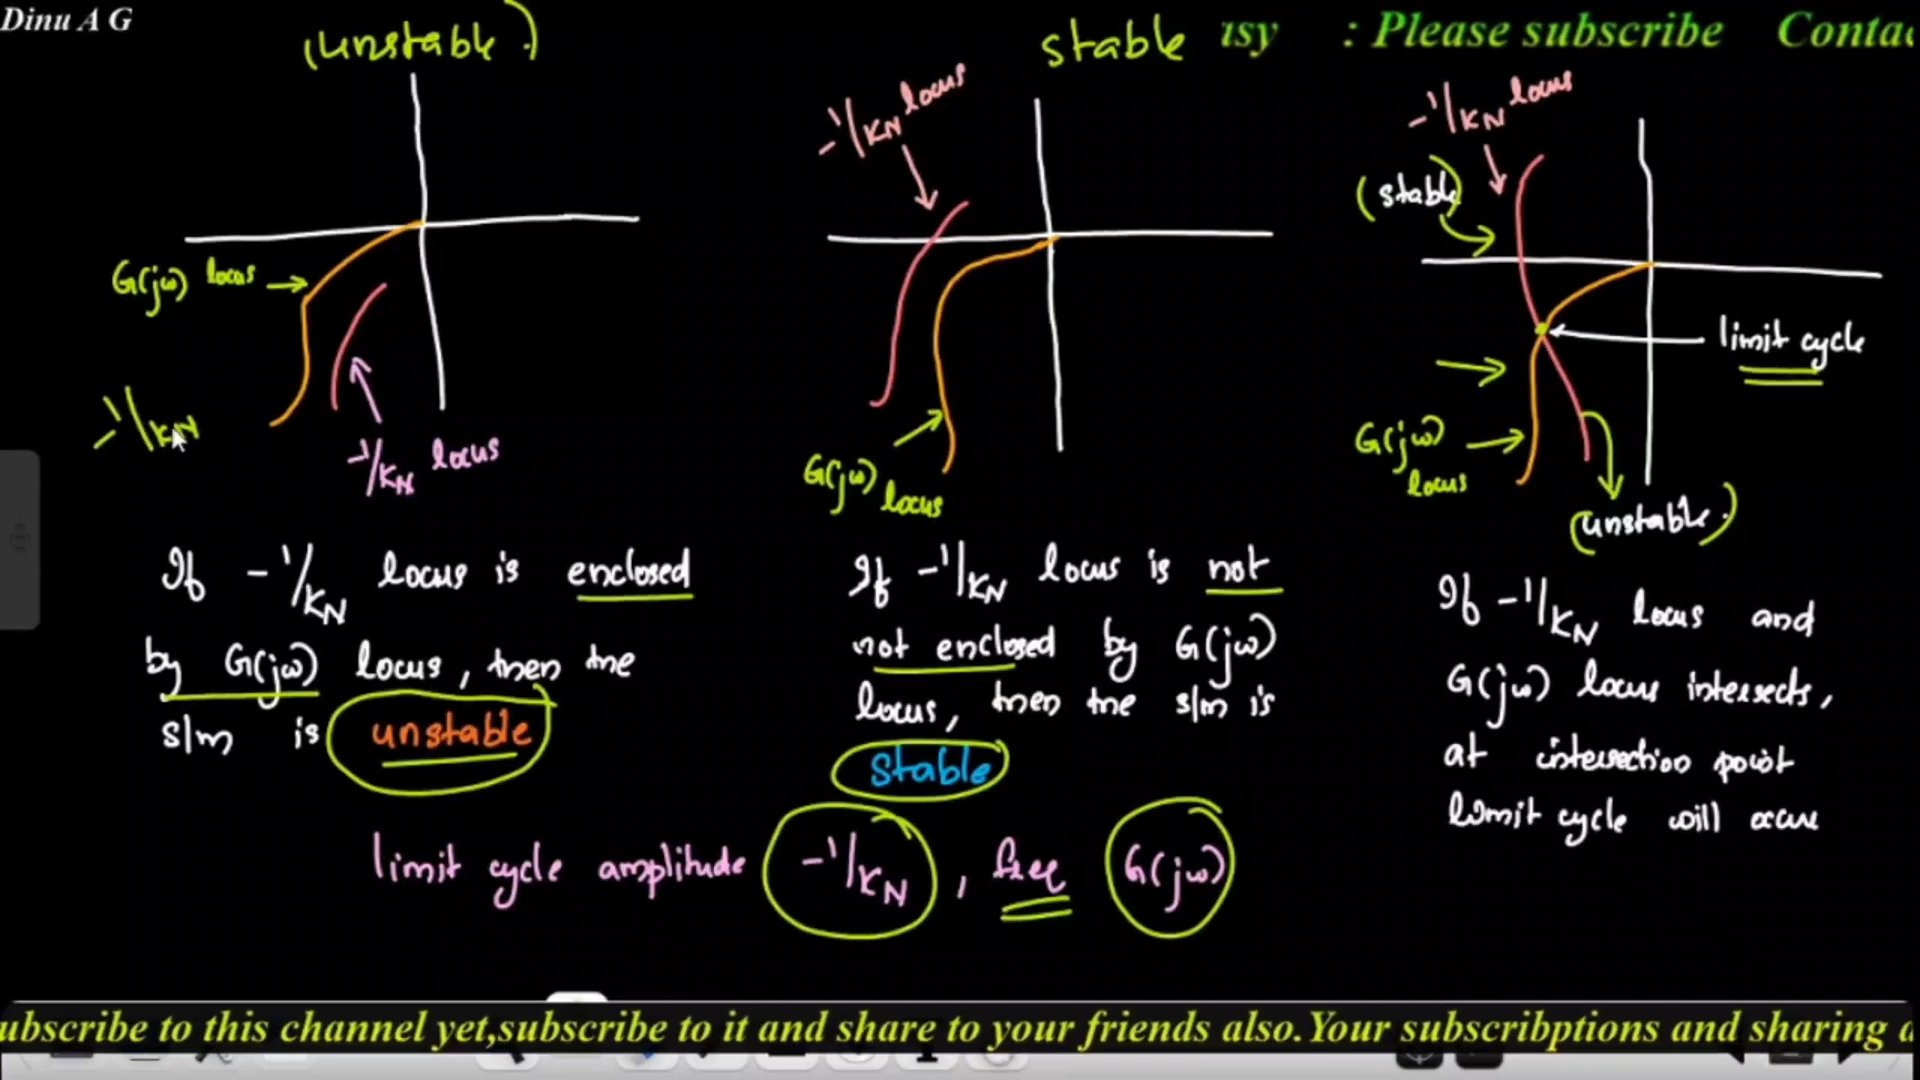 Dinu A G
usy : Please subscribe Contac
(unstable.)
G(jω) locus
-1/KN
-1/KN locus
stable
-1/KN locus
G(jω) locus
-1/KN locus
(stable)
limit cycle
G(jω) locus
(unstable.)
If -1/KN locus is enclosed
by G(jω) locus, then the
s/m is unstable
If -1/KN locus is not
not enclosed by G(jω)
locus, then the s/m is
stable
If -1/KN locus and
G(jω) locus intersects,
at intersection point
limit cycle will occur
limit cycle amplitude -1/KN, freq G(jω)
ubscribe to this channel yet,subscribe to it and share to your friends also.Your subscribptions and sharing a